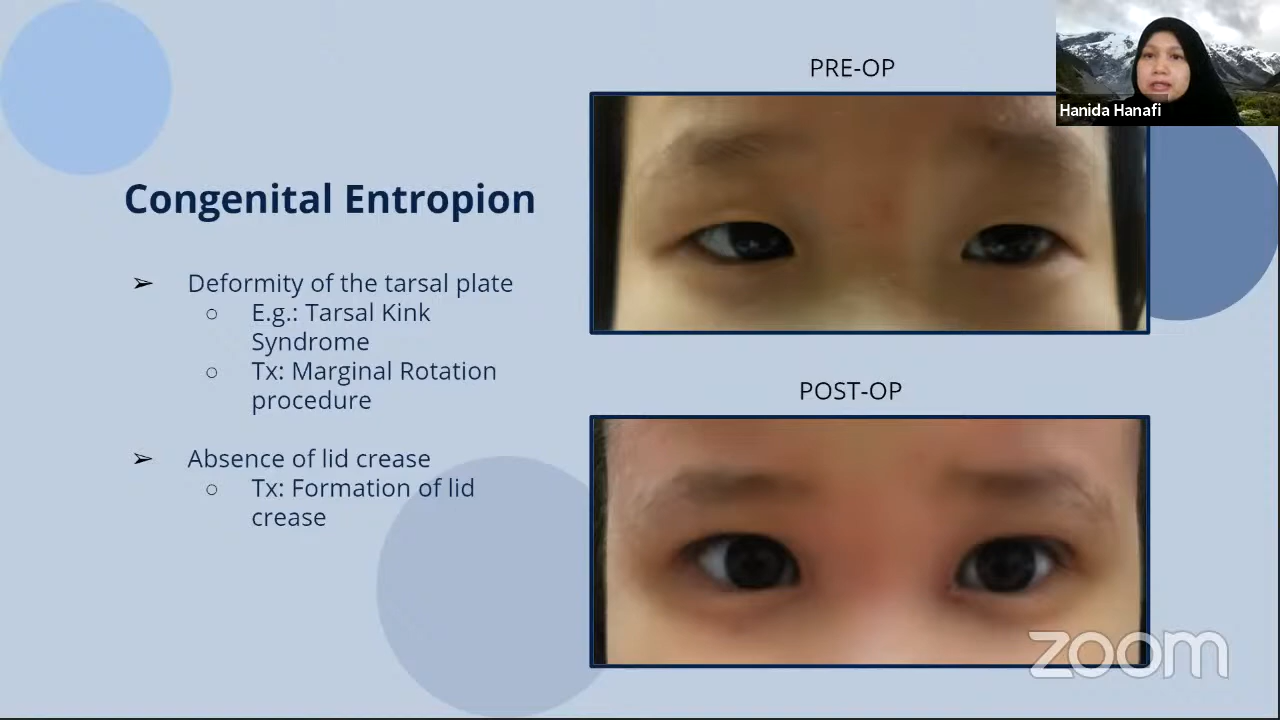 PRE-OP
Hanida Hanafi
Congenital Entropion
➢ Deformity of the tarsal plate
○ E.g.: Tarsal Kink
Syndrome
○ Tx: Marginal Rotation
procedure
➢ Absence of lid crease
○ Tx: Formation of lid
crease
POST-OP
zoom